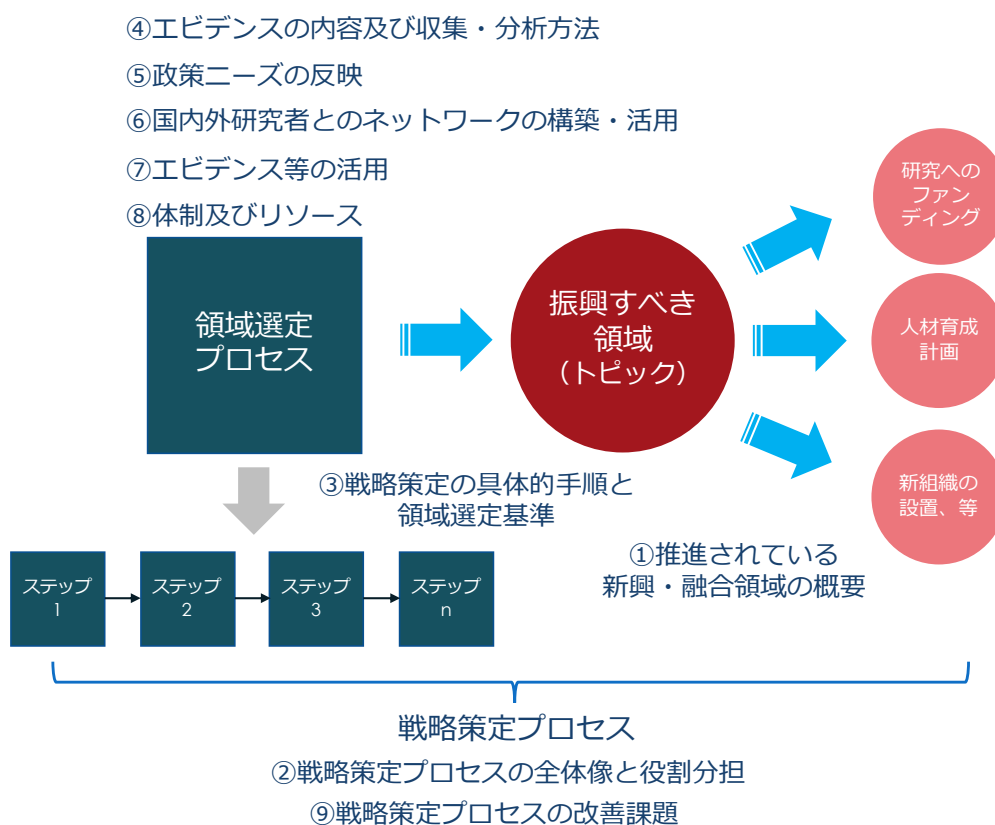 ④エビデンスの内容及び収集・分析方法
⑤政策ニーズの反映
⑥国内外研究者とのネットワークの構築・活用
⑦エビデンス等の活用
⑧体制及びリソース
領域選定
プロセス
振興すべき
領域
（トピック）
研究への
ファン
ディング
人材育成
計画
新組織の
設置、等
③戦略策定の具体的手順と
領域選定基準
①推進されている
新興・融合領域の概要
ステップ
1
ステップ
2
ステップ
3
ステップ
n
戦略策定プロセス
②戦略策定プロセスの全体像と役割分担
⑨戦略策定プロセスの改善課題